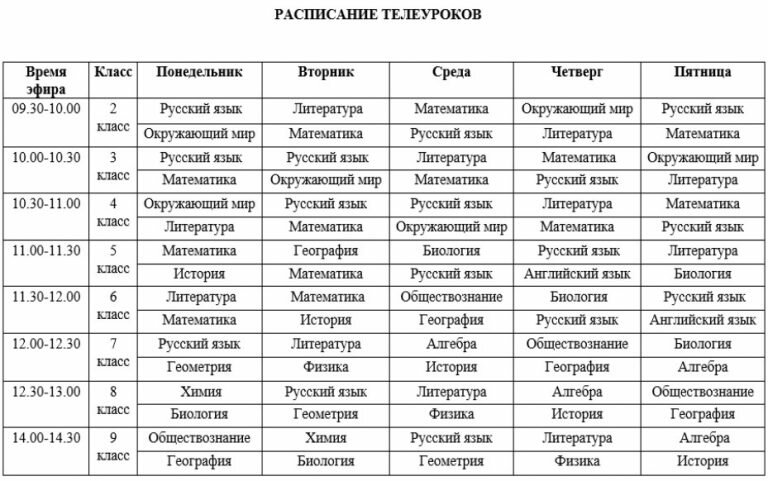 РАСПИСАНИЕ ТЕЛЕУРОКОВ
Время эфира Класс Понедельник Вторник Среда Четверг Пятница
09.30-10.00 2 класс Русский язык Литература Математика Окружающий мир Русский язык
Окружающий мир Математика Русский язык Литература Математика
10.00-10.30 3 класс Русский язык Русский язык Литература Математика Окружающий мир
Математика Окружающий мир Математика Русский язык Литература
10.30-11.00 4 класс Окружающий мир Русский язык Русский язык Литература Математика
Литература Математика Окружающий мир Математика Русский язык
11.00-11.30 5 класс Математика География Биология Русский язык Литература
История Математика Русский язык Английский язык Биология
11.30-12.00 6 класс Литература Математика Обществознание Биология Русский язык
Математика История География Русский язык Английский язык
12.00-12.30 7 класс Русский язык Литература Алгебра Обществознание Биология
Геометрия Физика История География Алгебра
12.30-13.00 8 класс Химия Русский язык Литература Алгебра Обществознание
Биология Геометрия Физика История География
14.00-14.30 9 класс Обществознание Химия Русский язык Литература Алгебра
География Биология Геометрия Физика История